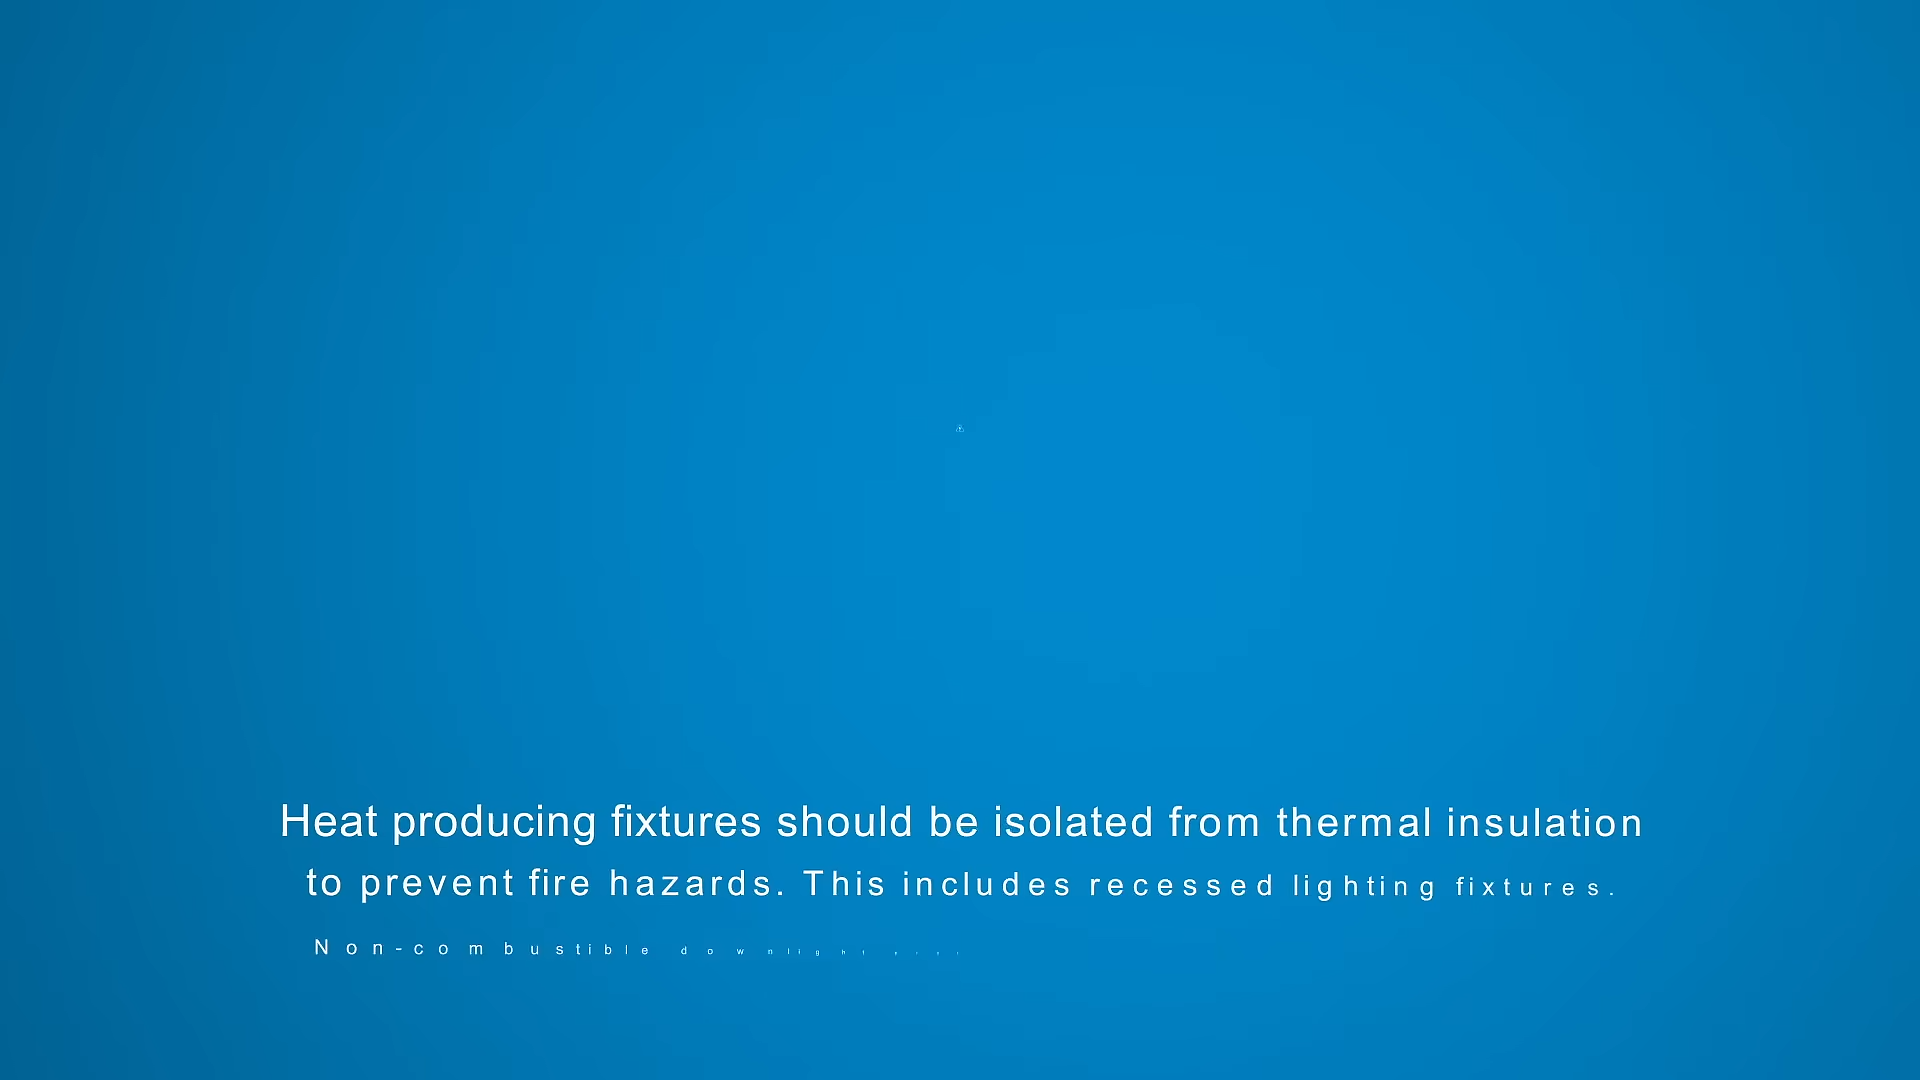 Heat producing fixtures should be isolated from thermal insulation
to prevent fire hazards. This includes recessed lighting fixtures.
Non-combustible downlight